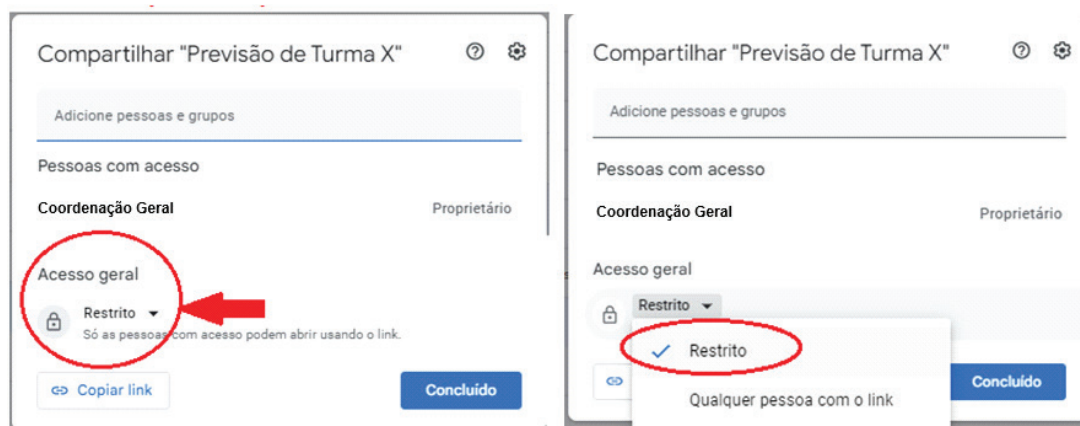 Compartilhar "Previsão de Turma X"
Adicione pessoas e grupos
Pessoas com acesso
Coordenação Geral Proprietário
Acesso geral
Restrito
Só as pessoas com acesso podem abrir usando o link.
Copiar link Concluído
Compartilhar "Previsão de Turma X"
Adicione pessoas e grupos
Pessoas com acesso
Coordenação Geral Proprietário
Acesso geral
Restrito
Restrito
Concluído
Qualquer pessoa com o link